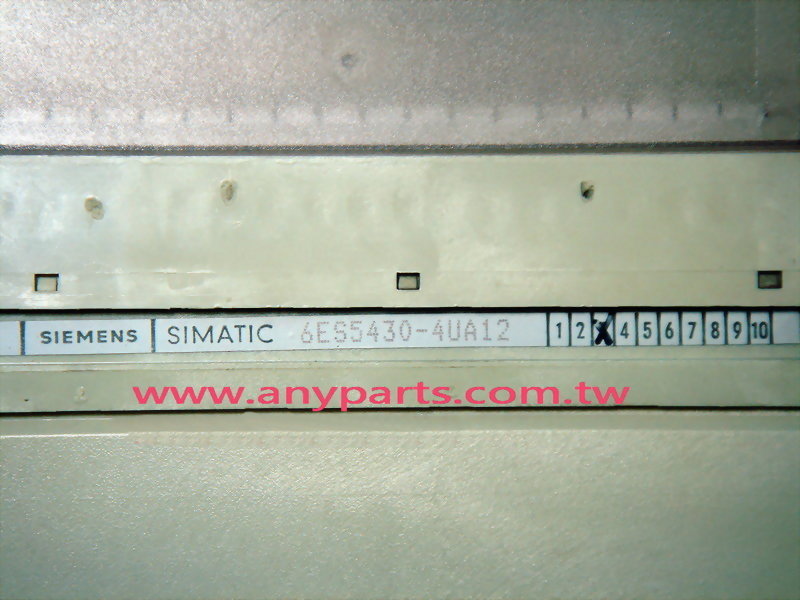 SIEMENS SIMATIC 6ES5430-4UA12 1 2 X 4 5 6 7 8 9 10
www.anyparts.com.tw